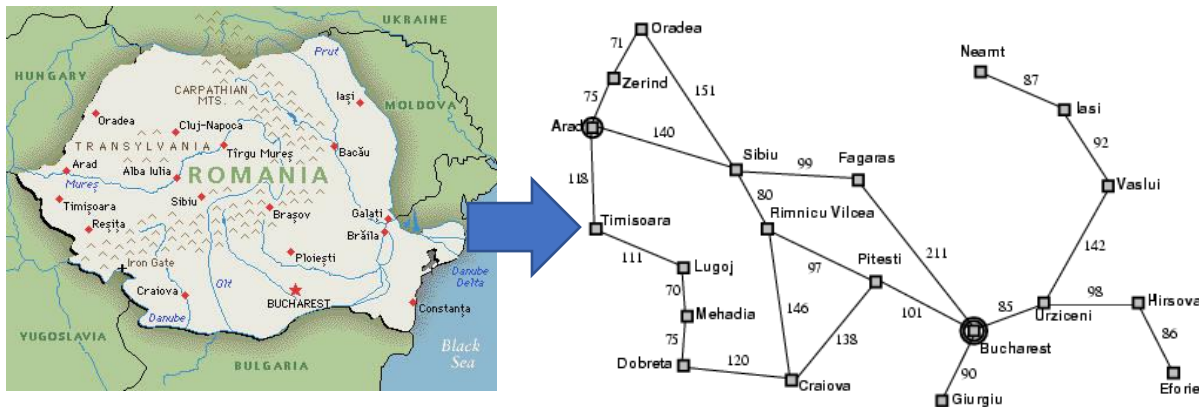 UKRAINE
HUNGARY
Prut
CARPATHIAN
MTS.
MOLDOVA
Iași
Oradea
Cluj-Napoca
TRANSYLVANIA
Tîrgu Mureș
Bacău
Arad
Alba Iulia
ROMANIA
Mureș
Timișoara
Sibiu
Brașov
Galați
Reșița
Brăila
Iron Gate
Ploiești
Danube
Delta
Craiova
Olt
BUCHAREST
Constanța
Danube
YUGOSLAVIA
BULGARIA
Black
Sea
Oradea
71
Neamt
Zerind
87
75
151
Iasi
Arad
140
92
Sibiu
99
Fagaras
118
80
Vaslui
Timisoara
Rimnicu Vilcea
111
142
Lugoj
97
Pitesti
211
70
98
Hirsova
Mehadia
146
101
85
Urziceni
75
138
86
Bucharest
Dobreta
120
90
Craiova
Eforie
Giurgiu